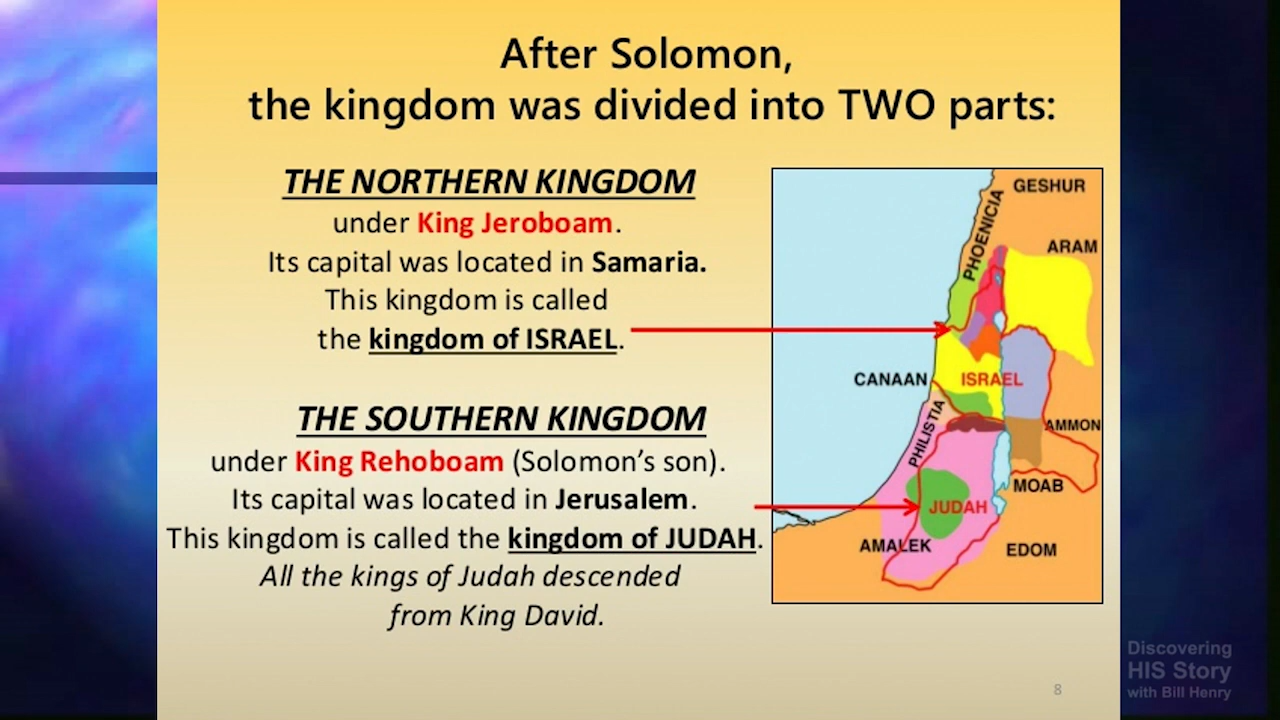 After Solomon,
the kingdom was divided into TWO parts:
THE NORTHERN KINGDOM
under King Jeroboam.
Its capital was located in Samaria.
This kingdom is called
the kingdom of ISRAEL.
THE SOUTHERN KINGDOM
under King Rehoboam (Solomon’s son).
Its capital was located in Jerusalem.
This kingdom is called the kingdom of JUDAH.
All the kings of Judah descended
from King David.
GESHUR
PHOENICIA
ARAM
CANAAN
ISRAEL
PHILISTIA
AMMON
MOAB
JUDAH
AMALEK
EDOM
8
Discovering
HIS Story
with Bill Henry